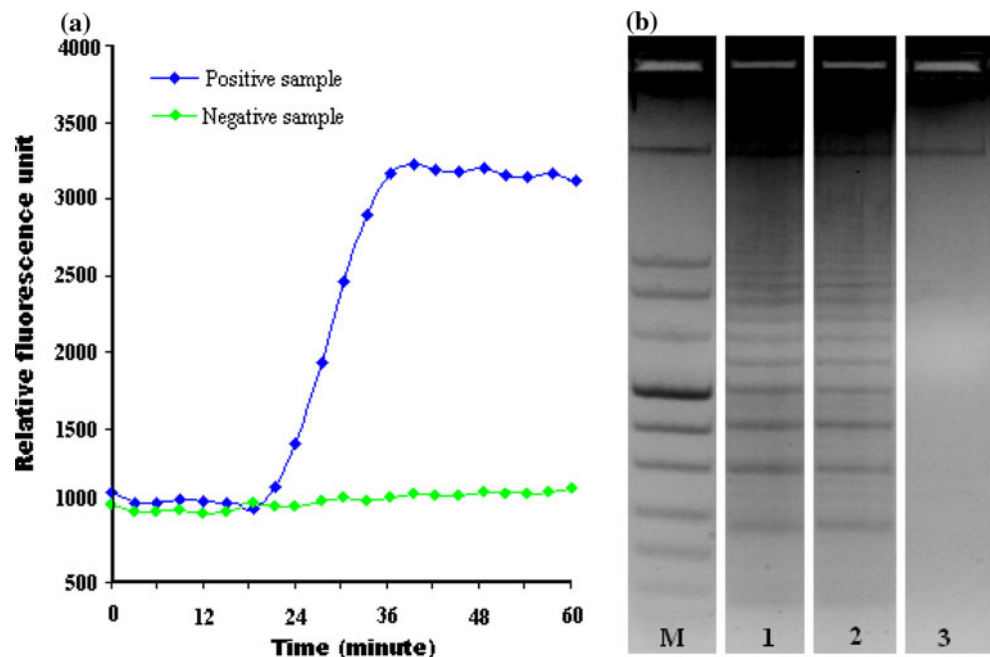 (a)
4000
3500
3000
2500
2000
1500
1000
500
Relative fluorescence unit
Positive sample
Negative sample
0 12 24 36 48 60
Time (minute)
(b)
M 1 2 3